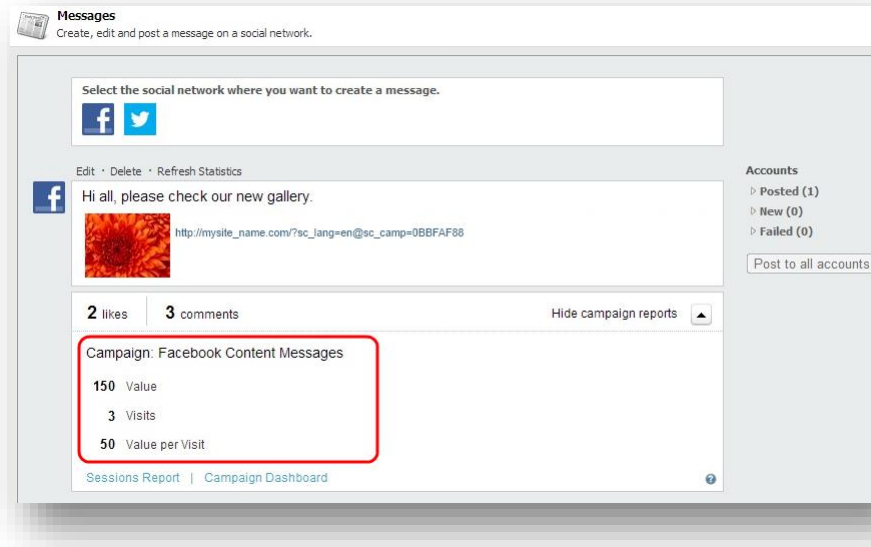 Messages
Create, edit and post a message on a social network.
Select the social network where you want to create a message.
Edit · Delete · Refresh Statistics
Hi all, please check our new gallery.
http://mysite_name.com/?sc_lang=en@sc_camp=0BBFAF88
2 likes 3 comments Hide campaign reports
Campaign: Facebook Content Messages
150 Value
3 Visits
50 Value per Visit
Sessions Report | Campaign Dashboard
Accounts
Posted (1)
New (0)
Failed (0)
Post to all accounts